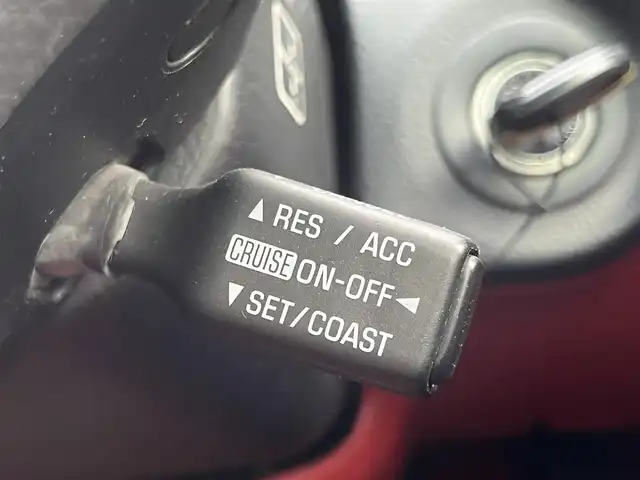 ▲ RES / ACC
CRUISE ON-OFF ◀
▼ SET/COAST